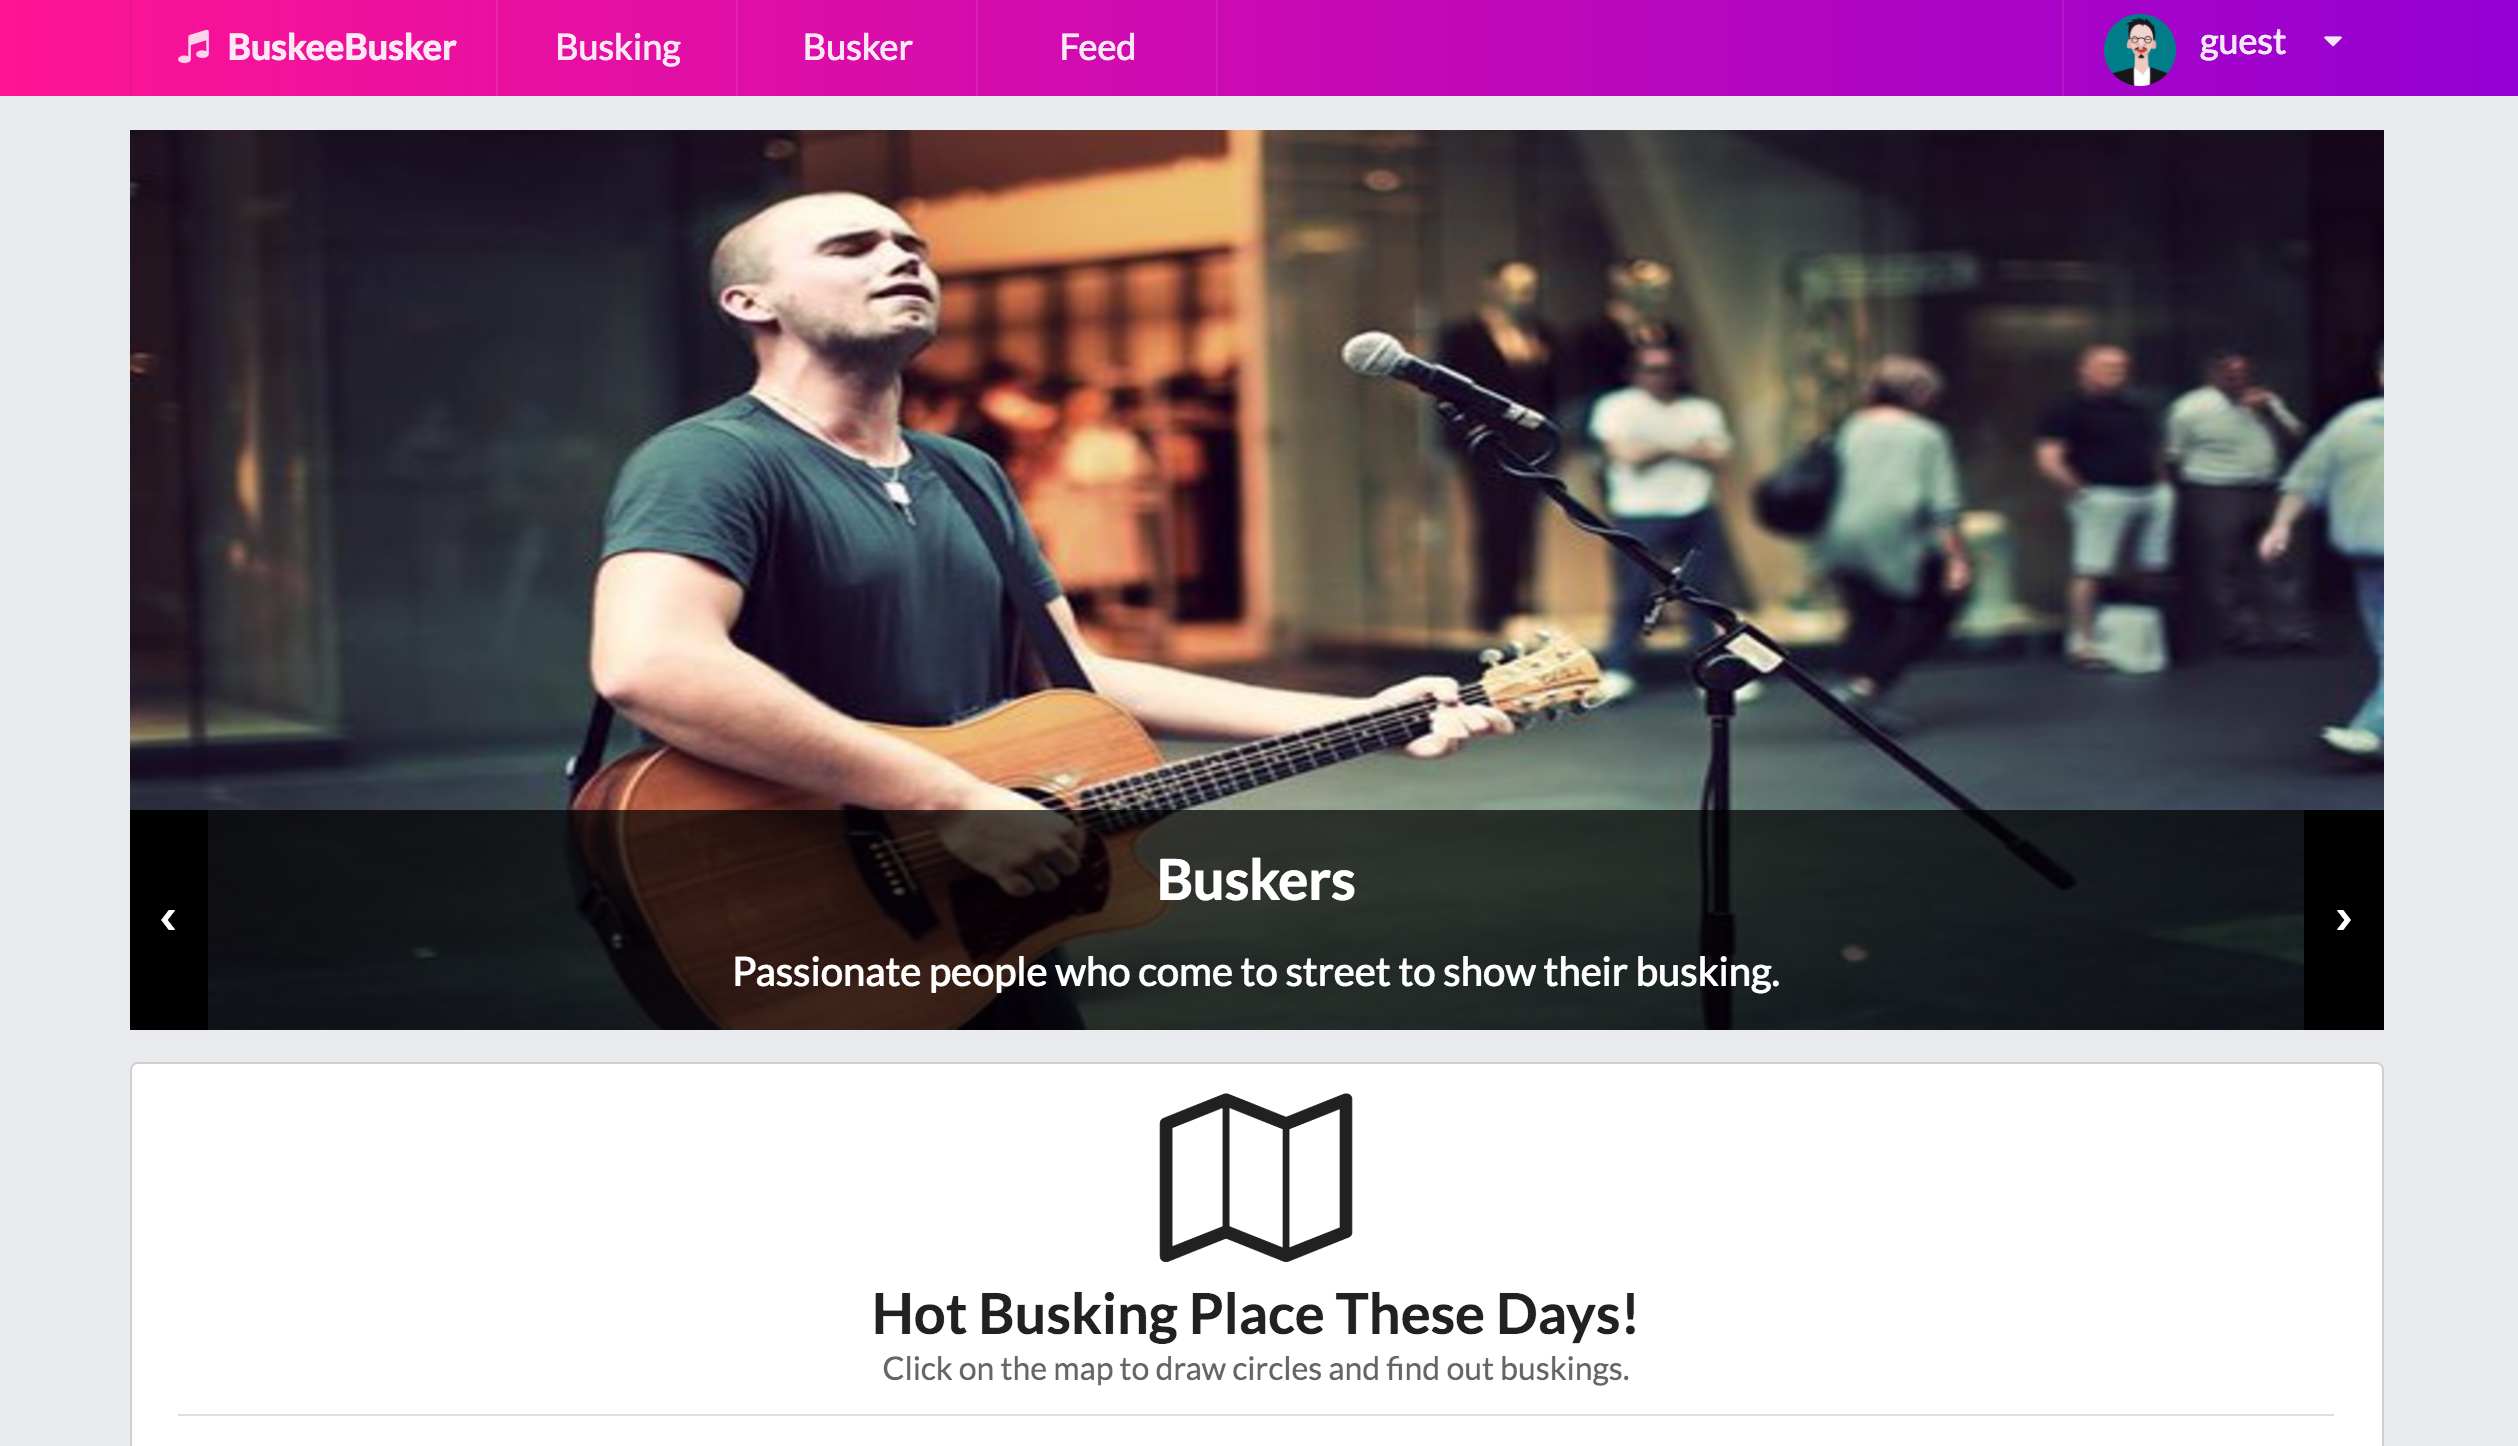 BuskeeBusker
Busking
Busker
Feed
guest
Buskers
Passionate people who come to street to show their busking.
Hot Busking Place These Days!
Click on the map to draw circles and find out buskings.